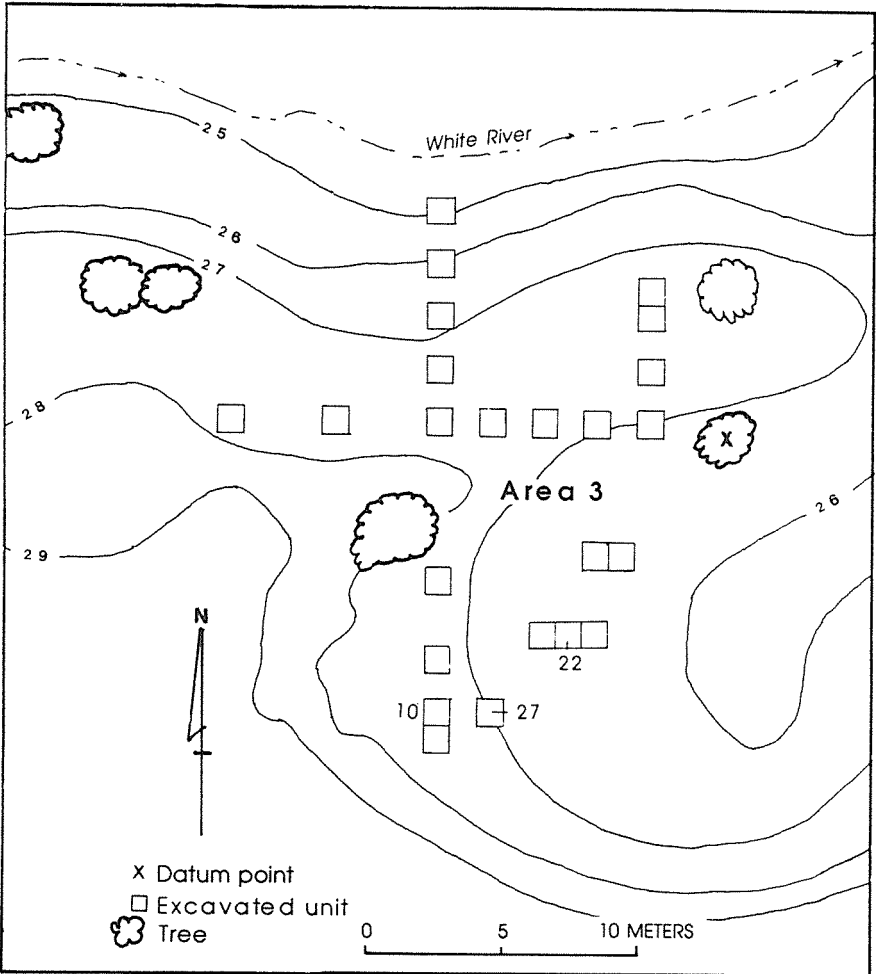 25
White River
26
27
28
Area 3
X
26
29
N
22
10
27
X Datum point
Excavated unit
Tree
0 5 10 METERS